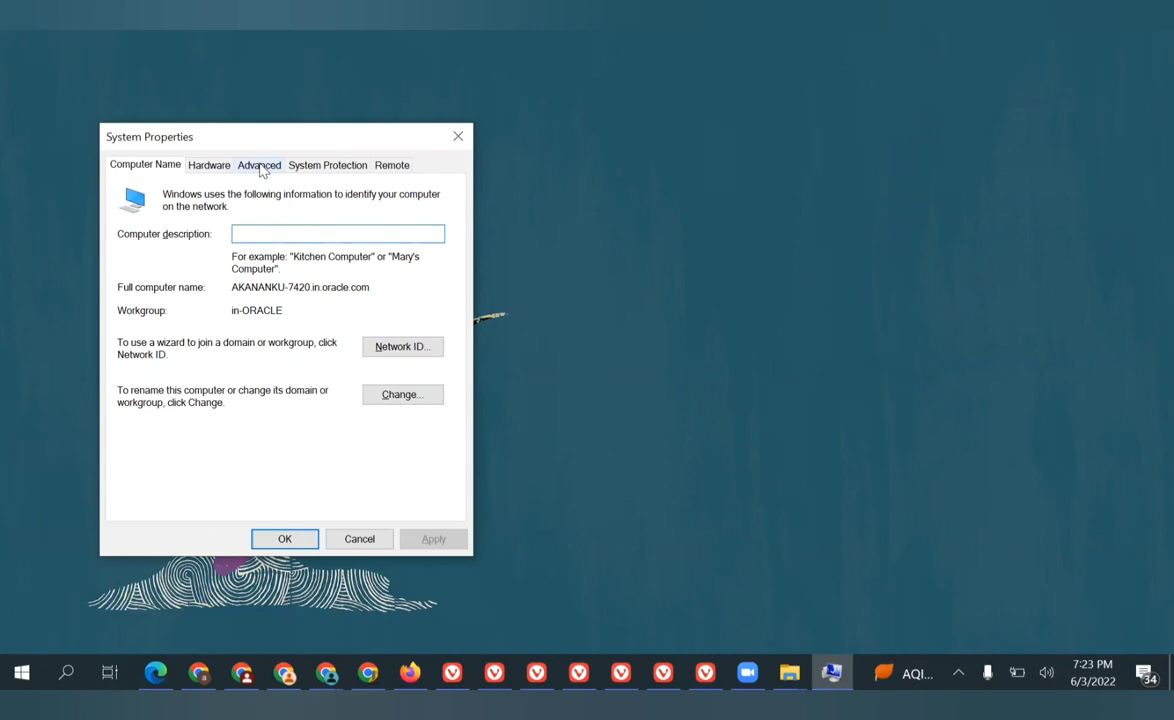 System Properties
Computer Name Hardware Advanced System Protection Remote
Windows uses the following information to identify your computer
on the network.
Computer description:
For example: "Kitchen Computer" or "Mary's
Computer".
Full computer name: AKANANKU-7420.in.oracle.com
Workgroup: in-ORACLE
To use a wizard to join a domain or workgroup, click
Network ID.
Network ID...
To rename this computer or change its domain or
workgroup, click Change.
Change...
OK Cancel Apply
AQI...
7:23 PM
6/3/2022
34